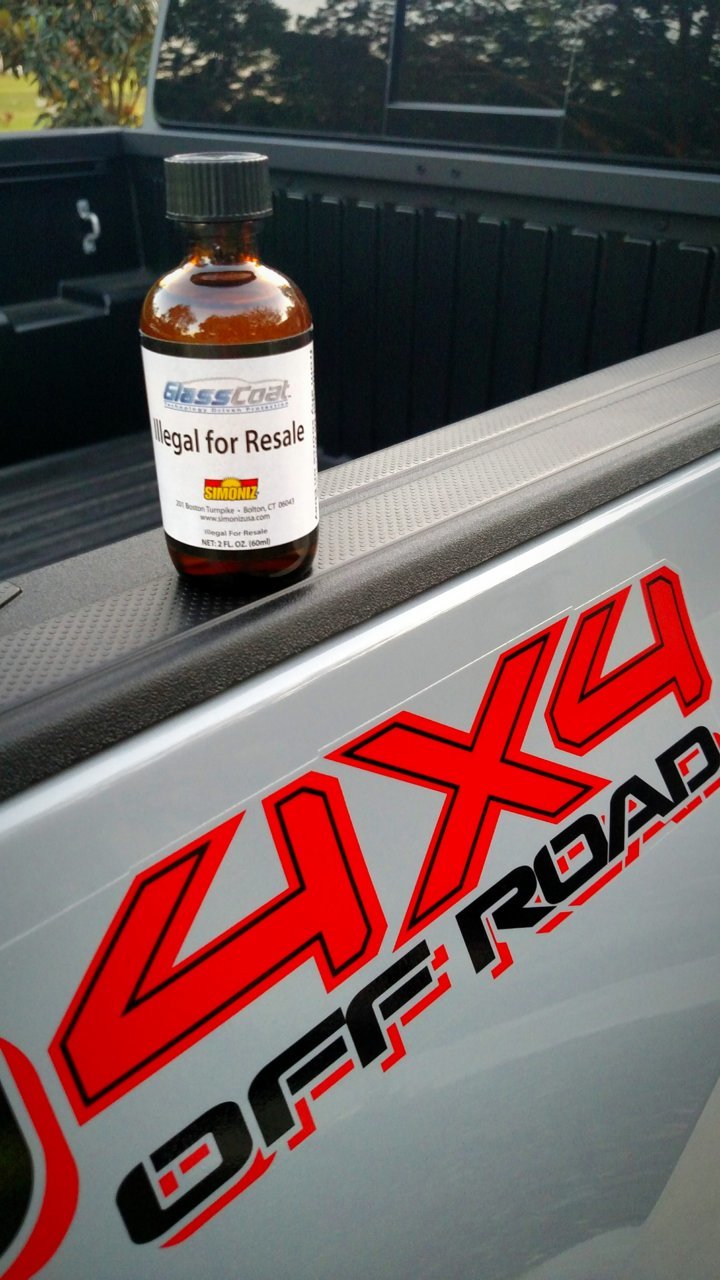 GlassCoat
Technology Driven Protection
Illegal for Resale
SIMONIZ
201 Boston Turnpike • Bolton, CT 06043
www.simonizusa.com
Illegal For Resale
NET: 2 FL. OZ. (60ml)
4X4
OFF ROAD